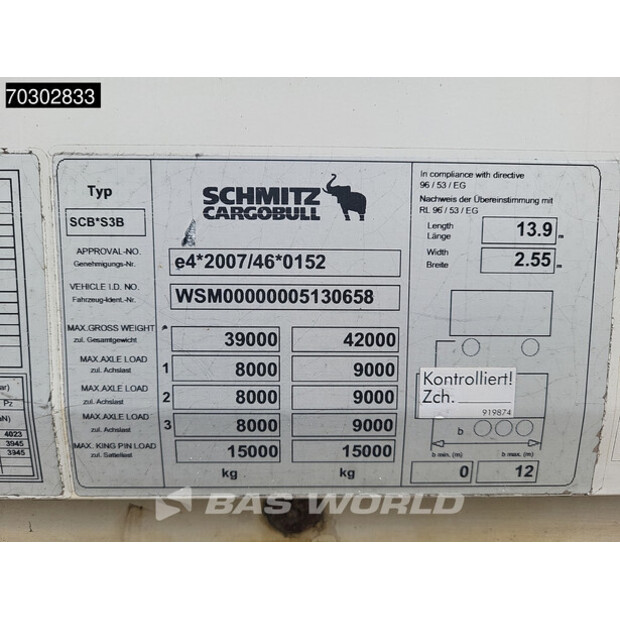 70302833
Typ
SCB*S3B
SCHMITZ
CARGOBULL
In compliance with directive
96 / 53 / EG
Nachweis der Übereinstimmung mit
RL 96 / 53 / EG
Length
Länge
13.9 m
Width
Breite
2.55 m
APPROVAL-NO.
Genehmigungs-Nr.
e4*2007/46*0152
VEHICLE I.D. NO.
Fahrzeug-Ident.-Nr.
WSM00000005130658
MAX.GROSS WEIGHT
zul. Gesamtgewicht
39000 42000
MAX.AXLE LOAD
zul. Achslast
1 8000 9000
MAX.AXLE LOAD
zul. Achslast
2 8000 9000
MAX.AXLE LOAD
zul. Achslast
3 8000 9000
MAX. KING PIN LOAD
zul. Sattellast
15000 15000
kg kg
Kontrolliert!
Zch.
919874
b
b min. (m) b max. (m)
0 12
ar)
Pz
kN)
4023
3945
3945
BAS WORLD